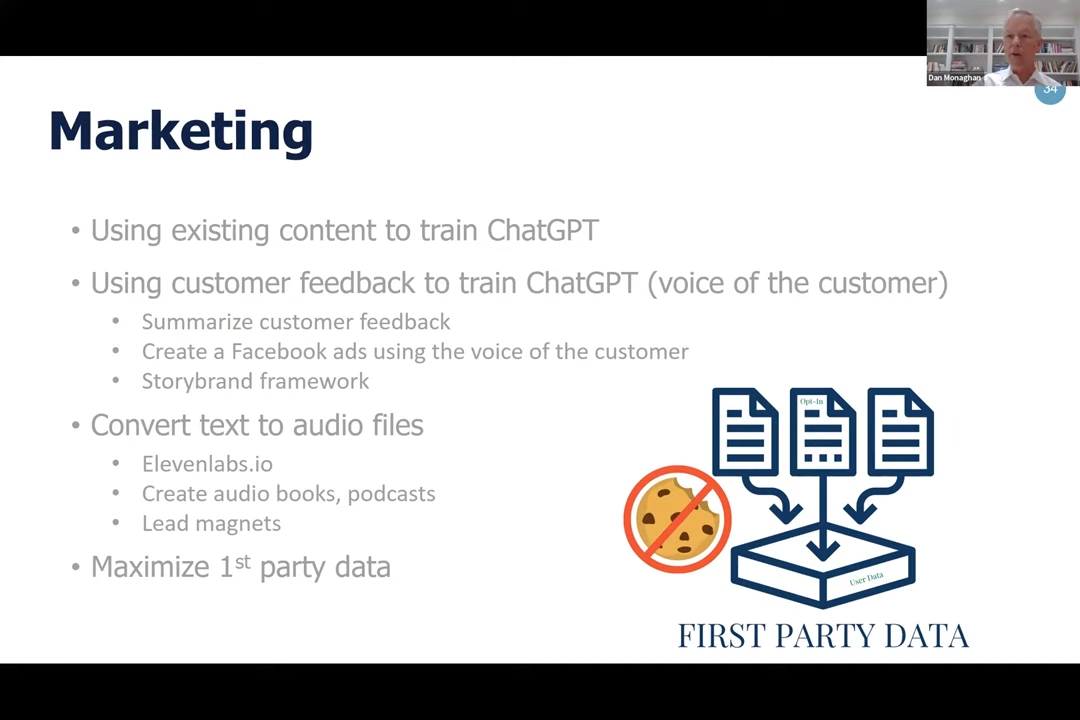 Dan Monaghan
34
Marketing
• Using existing content to train ChatGPT
• Using customer feedback to train ChatGPT (voice of the customer)
• Summarize customer feedback
• Create a Facebook ads using the voice of the customer
• Storybrand framework
• Convert text to audio files
• Elevenlabs.io
• Create audio books, podcasts
• Lead magnets
• Maximize 1st party data
Opt-In
User Data
FIRST PARTY DATA